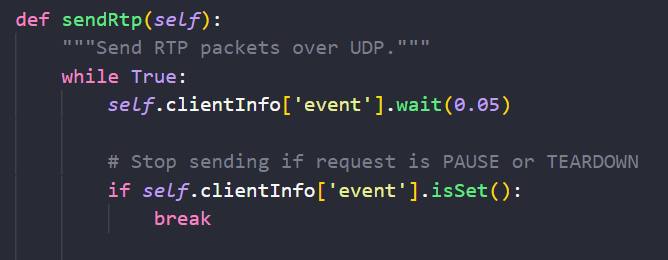 def sendRtp(self):
    """Send RTP packets over UDP."""
    while True:
        self.clientInfo['event'].wait(0.05)
        # Stop sending if request is PAUSE or TEARDOWN
        if self.clientInfo['event'].isSet():
            break